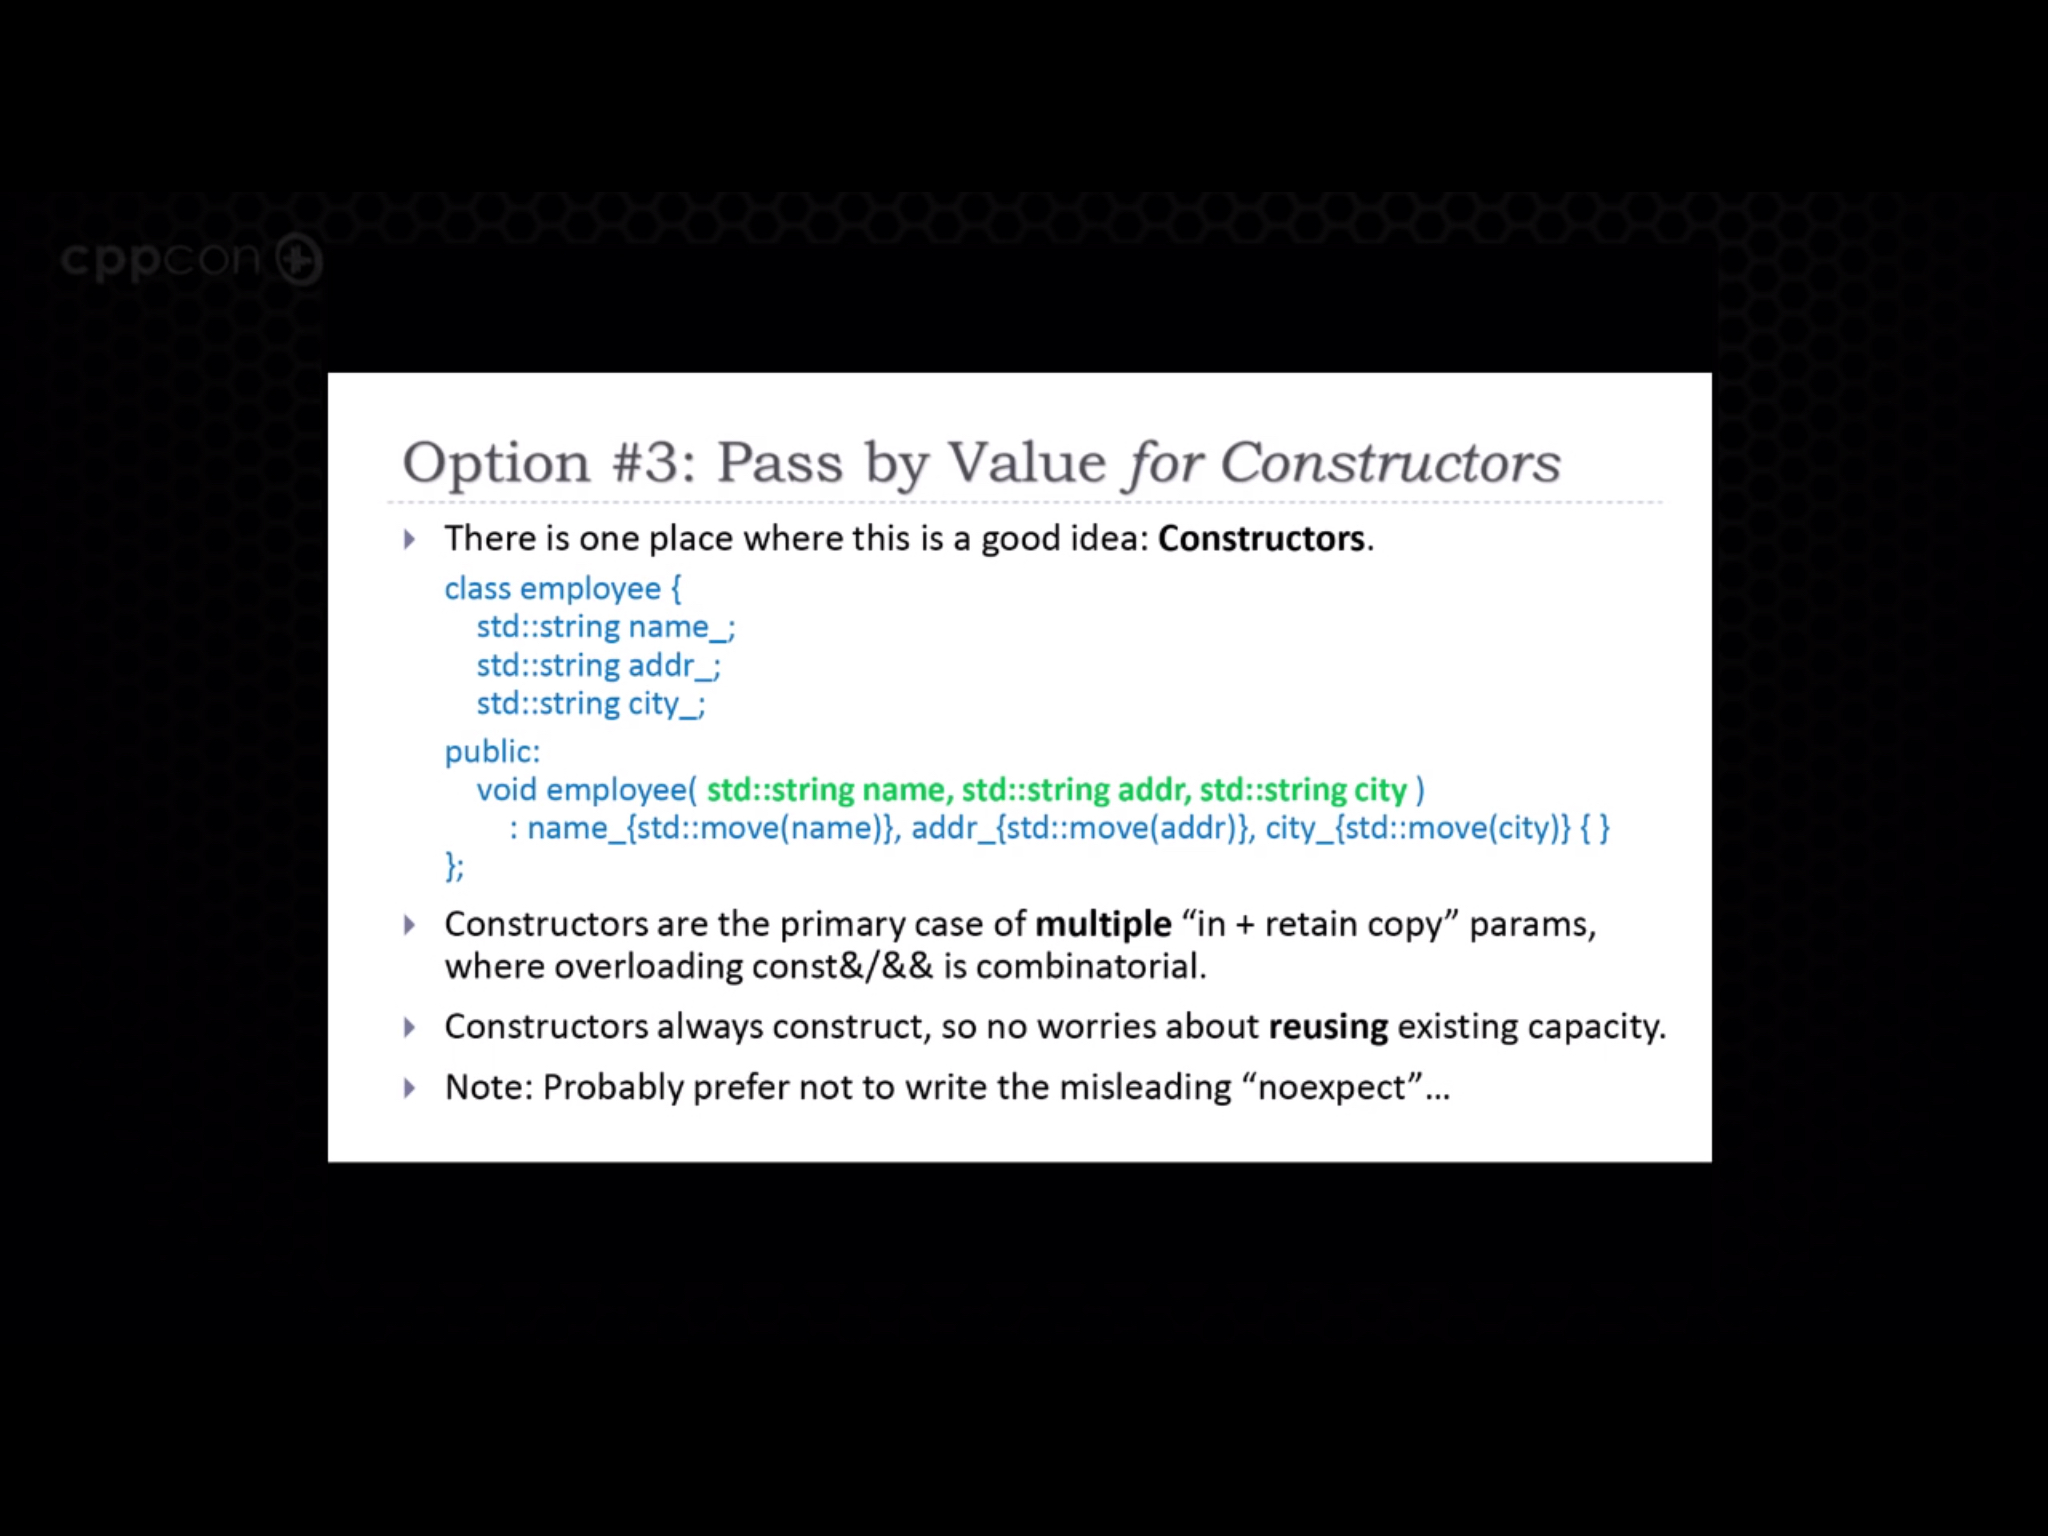 cppcon
Option #3: Pass by Value for Constructors
There is one place where this is a good idea: Constructors.
class employee {
std::string name_;
std::string addr_;
std::string city_;
public:
void employee( std::string name, std::string addr, std::string city )
: name_{std::move(name)}, addr_{std::move(addr)}, city_{std::move(city)} { }
};
Constructors are the primary case of multiple “in + retain copy” params,
where overloading const&/&& is combinatorial.
Constructors always construct, so no worries about reusing existing capacity.
Note: Probably prefer not to write the misleading “noexpect”…